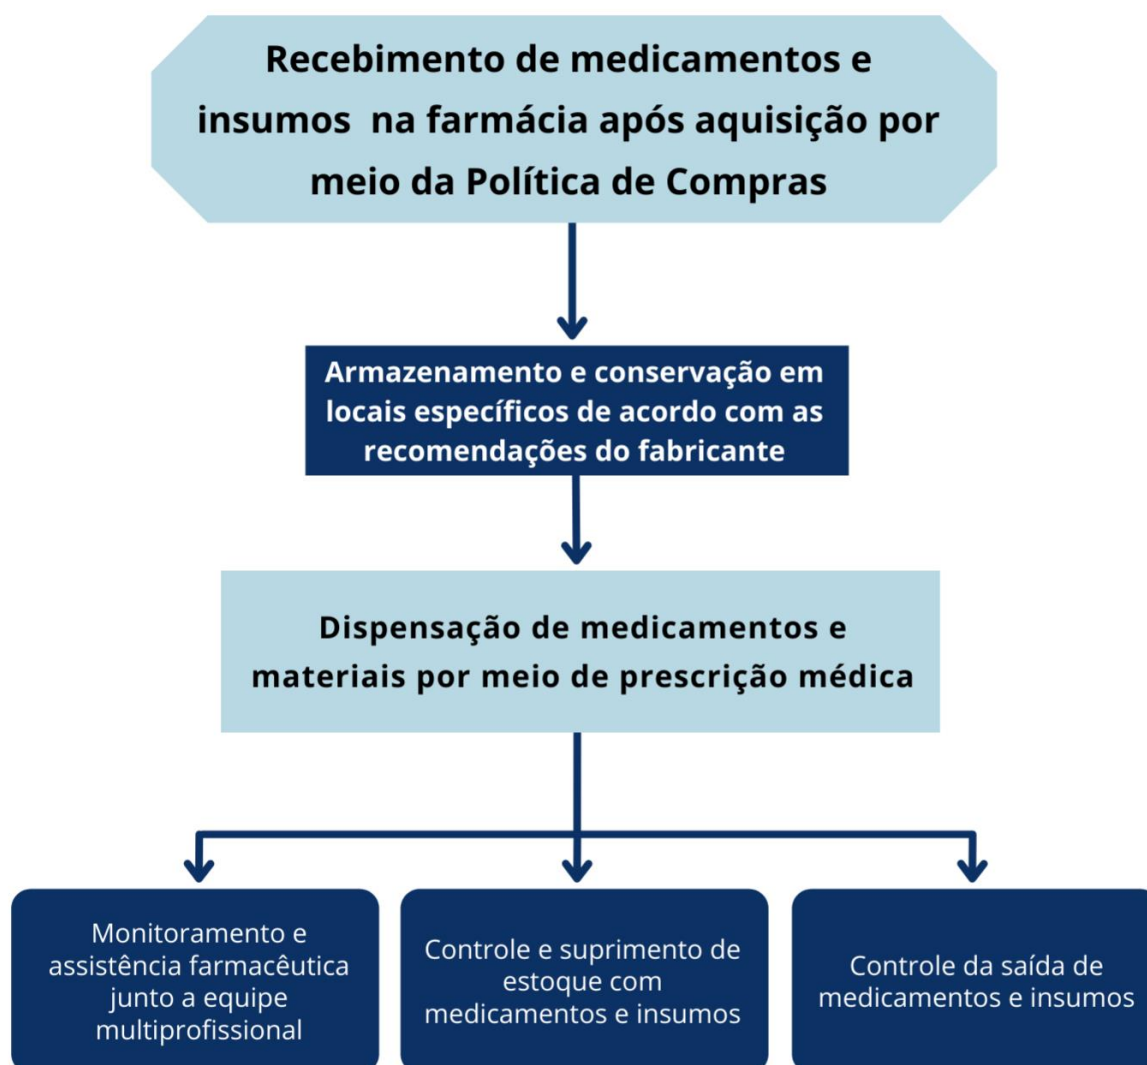 Recebimento de medicamentos e
insumos na farmácia após aquisição por
meio da Política de Compras
Armazenamento e conservação em
locais específicos de acordo com as
recomendações do fabricante
Dispensação de medicamentos e
materiais por meio de prescrição médica
Monitoramento e
assistência farmacêutica
junto a equipe
multiprofissional
Controle e suprimento de
estoque com
medicamentos e insumos
Controle da saída de
medicamentos e insumos